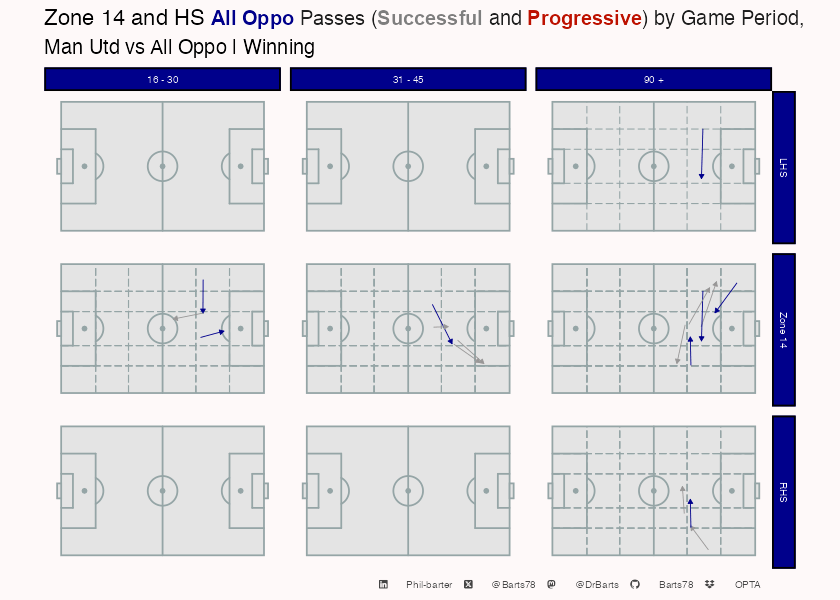 Zone 14 and HS All Oppo Passes (Successful and Progressive) by Game Period,
Man Utd vs All Oppo | Winning
16 - 30 31 - 45 90 +
LHS
Zone 14
RHS
Phil-barter @Barts78 @DrBarts Barts78 OPTA